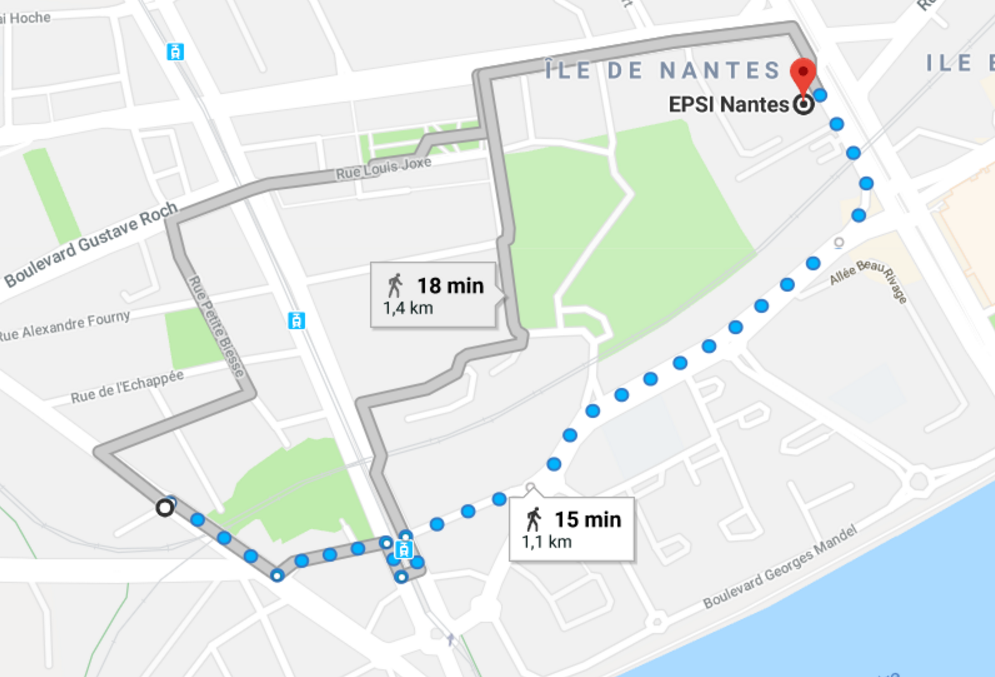 ai Hoche
ÎLE DE NANTES
ILE
EPSI Nantes
Rue Louis Joxe
Boulevard Gustave Roch
Allée Beau Rivage
18 min
1,4 km
Rue Petite Biesse
Rue Alexandre Fourny
Rue de l'Echappée
15 min
1,1 km
Boulevard Georges Mandel